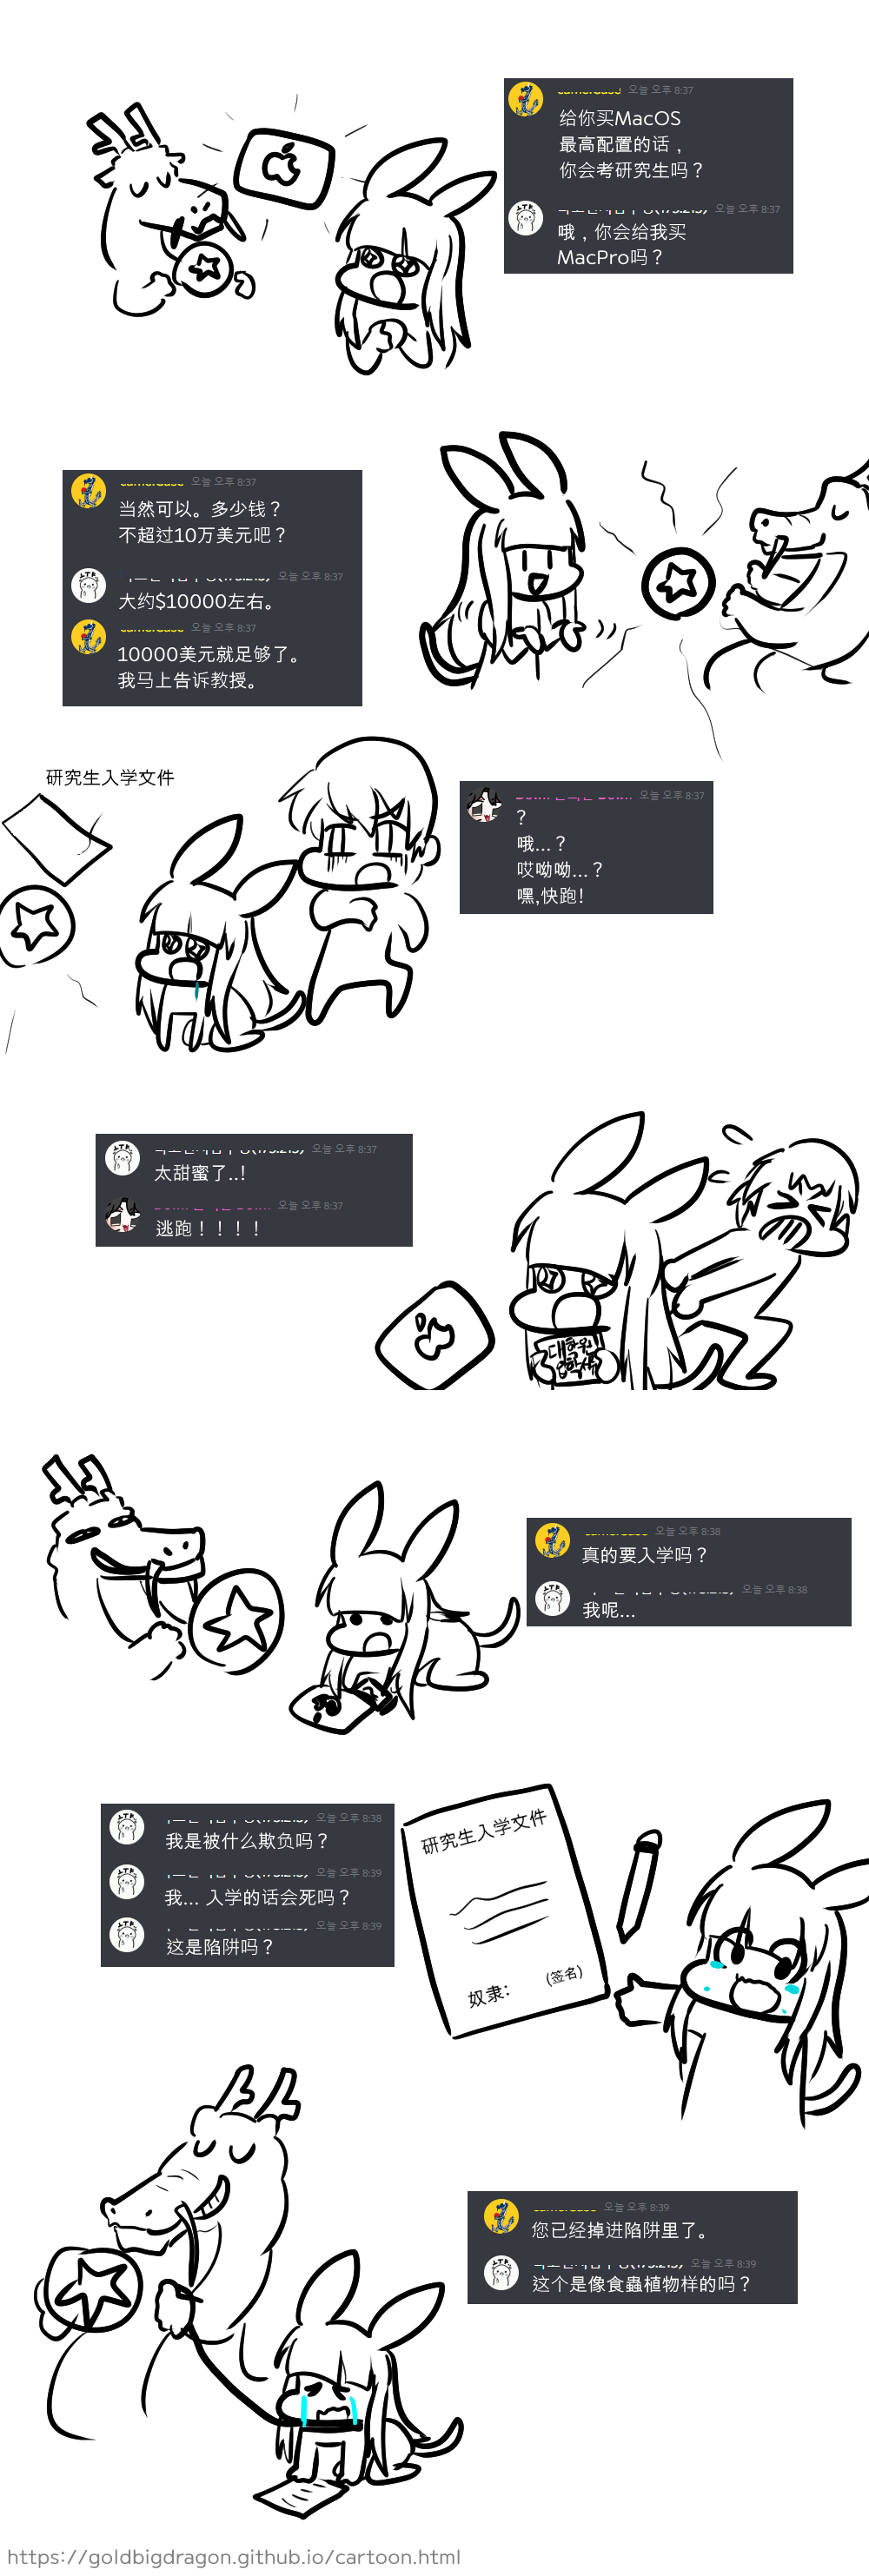 오늘 오후 8:37
给你买MacOS
最高配置的话，
你会考研究生吗？
오늘 오후 8:37
哦，你会给我买
MacPro吗？
오늘 오후 8:37
当然可以。多少钱？
不超过10万美元吧？
오늘 오후 8:37
大约$10000左右。
오늘 오후 8:37
10000美元就足够了。
我马上告诉教授。
研究生入学文件
오늘 오후 8:37
?
哦...？
哎呦呦...？
嘿,快跑!
오늘 오후 8:37
太甜蜜了..!
오늘 오후 8:37
逃跑！！！！
대학원
입학서
오늘 오후 8:38
真的要入学吗？
오늘 오후 8:38
我呢...
오늘 오후 8:38
我是被什么欺负吗？
오늘 오후 8:39
我... 入学的话会死吗？
오늘 오후 8:39
这是陷阱吗？
研究生入学文件
奴隶: (签名)
오늘 오후 8:39
您已经掉进陷阱里了。
오늘 오후 8:39
这个是像食蟲植物样的吗？
https://goldbigdragon.github.io/cartoon.html